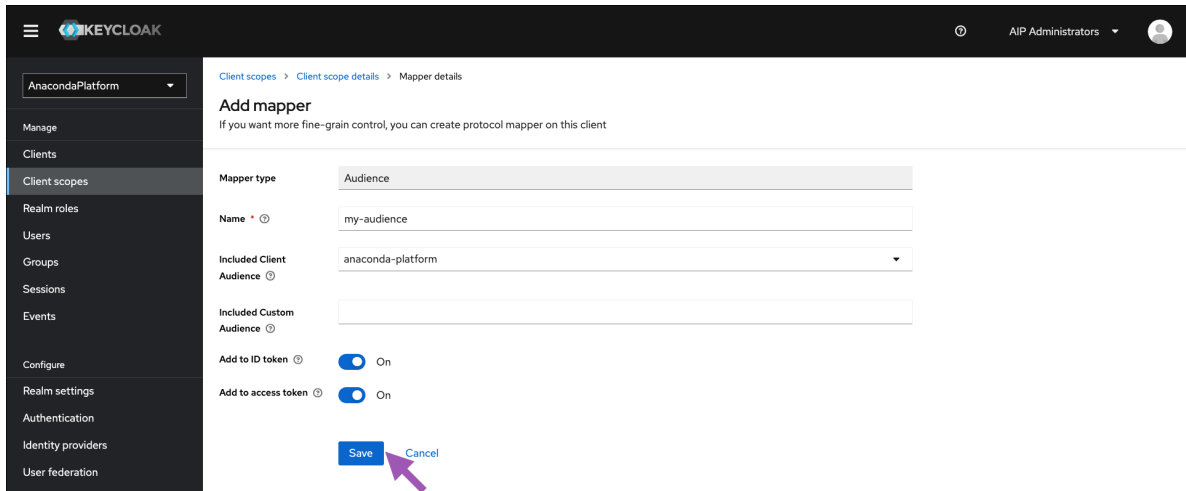 KEYCLOAK
AIP Administrators
AnacondaPlatform
Manage
Clients
Client scopes
Realm roles
Users
Groups
Sessions
Events
Configure
Realm settings
Authentication
Identity providers
User federation
Client scopes > Client scope details > Mapper details
Add mapper
If you want more fine-grain control, you can create protocol mapper on this client
Mapper type Audience
Name * my-audience
Included Client
Audience
anaconda-platform
Included Custom
Audience
Add to ID token On
Add to access token On
Save Cancel